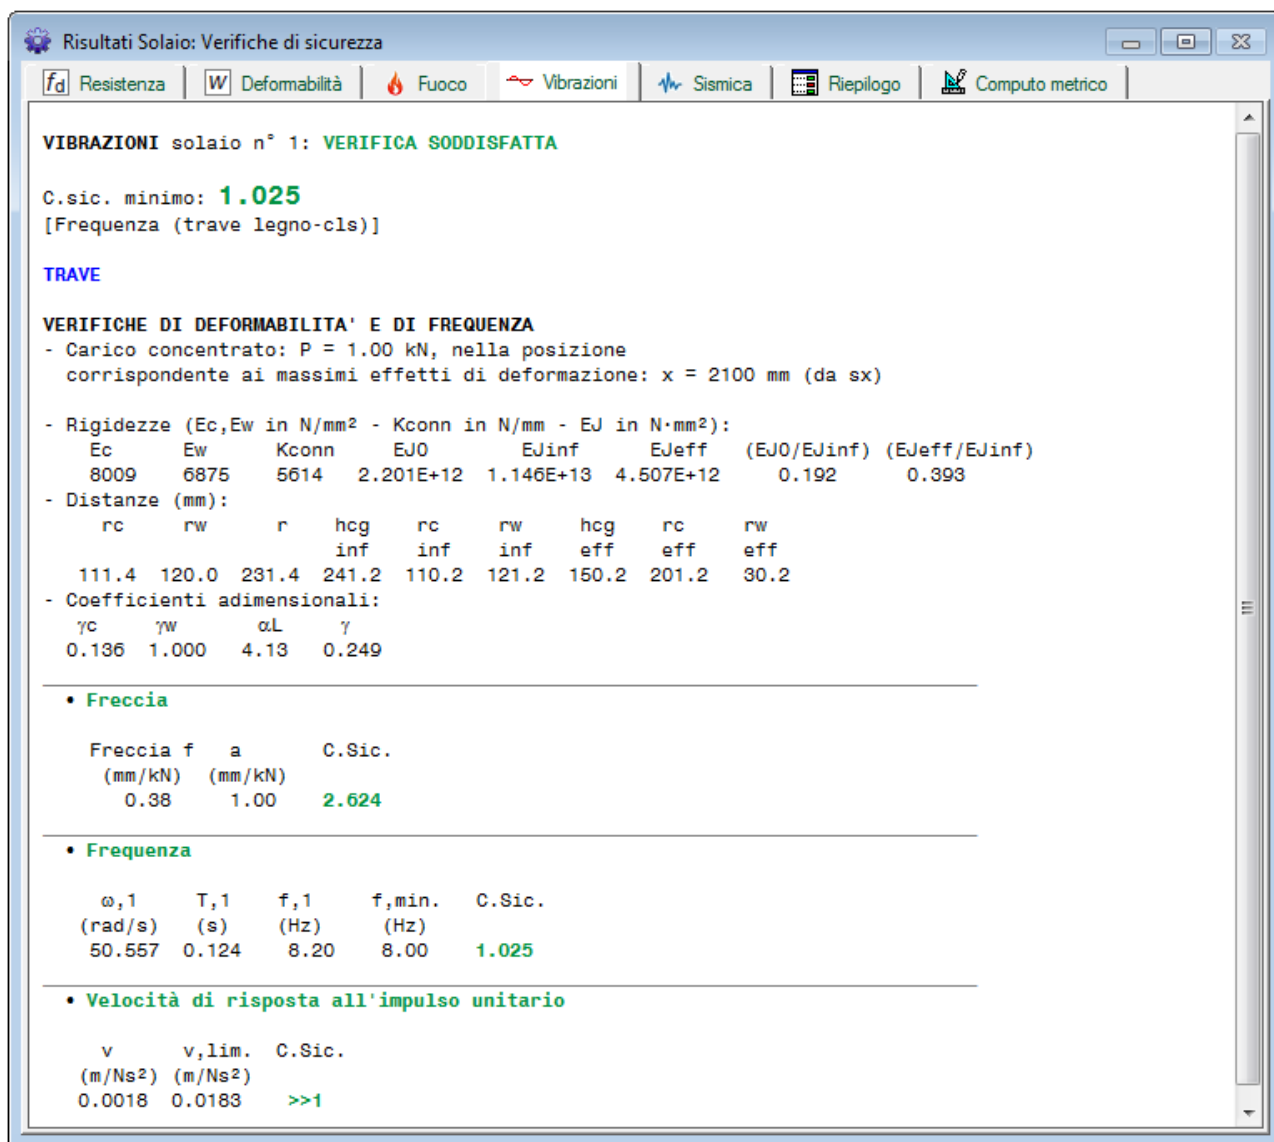 Risultati Solaio: Verifiche di sicurezza
fd Resistenza W Deformabilità Fuoco Vibrazioni Sismica Riepilogo Computo metrico
VIBRAZIONI solaio n° 1: VERIFICA SODDISFATTA
C.sic. minimo: 1.025
[Frequenza (trave legno-cls)]
TRAVE
VERIFICHE DI DEFORMABILITA' E DI FREQUENZA
- Carico concentrato: P = 1.00 kN, nella posizione
corrispondente ai massimi effetti di deformazione: x = 2100 mm (da sx)
- Rigidezze (Ec,Ew in N/mm² - Kconn in N/mm - EJ in N·mm²):
Ec Ew Kconn EJ0 EJinf EJeff (EJ0/EJinf) (EJeff/EJinf)
8009 6875 5614 2.201E+12 1.146E+13 4.507E+12 0.192 0.393
- Distanze (mm):
rc rw r hcg rc rw hcg rc rw
inf inf inf eff eff eff
111.4 120.0 231.4 241.2 110.2 121.2 150.2 201.2 30.2
- Coefficienti adimensionali:
γc γw αL γ
0.136 1.000 4.13 0.249
• Freccia
Freccia f a C.Sic.
(mm/kN) (mm/kN)
0.38 1.00 2.624
• Frequenza
ω,1 T,1 f,1 f,min. C.Sic.
(rad/s) (s) (Hz) (Hz)
50.557 0.124 8.20 8.00 1.025
• Velocità di risposta all'impulso unitario
v v,lim. C.Sic.
(m/Ns²) (m/Ns²)
0.0018 0.0183 >>1